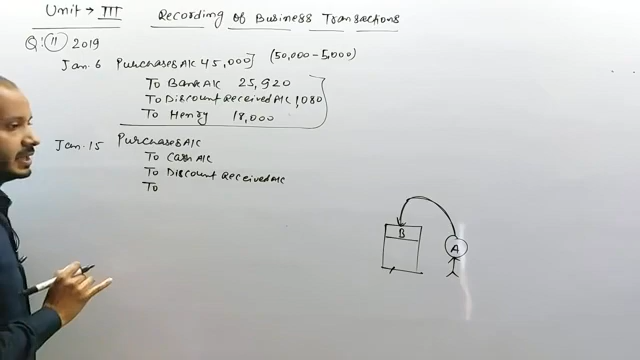 Unit → III Recording of Business Transactions
Q: 11 2019
Jan. 6 Purchases A/c 45,000 (50,000 - 5,000)
To Bank A/c 25,920
To Discount Received A/c 1,080
To Henry 18,000
Jan. 15 Purchases A/c
To Cash A/c
To Discount Received A/c
To
B
A